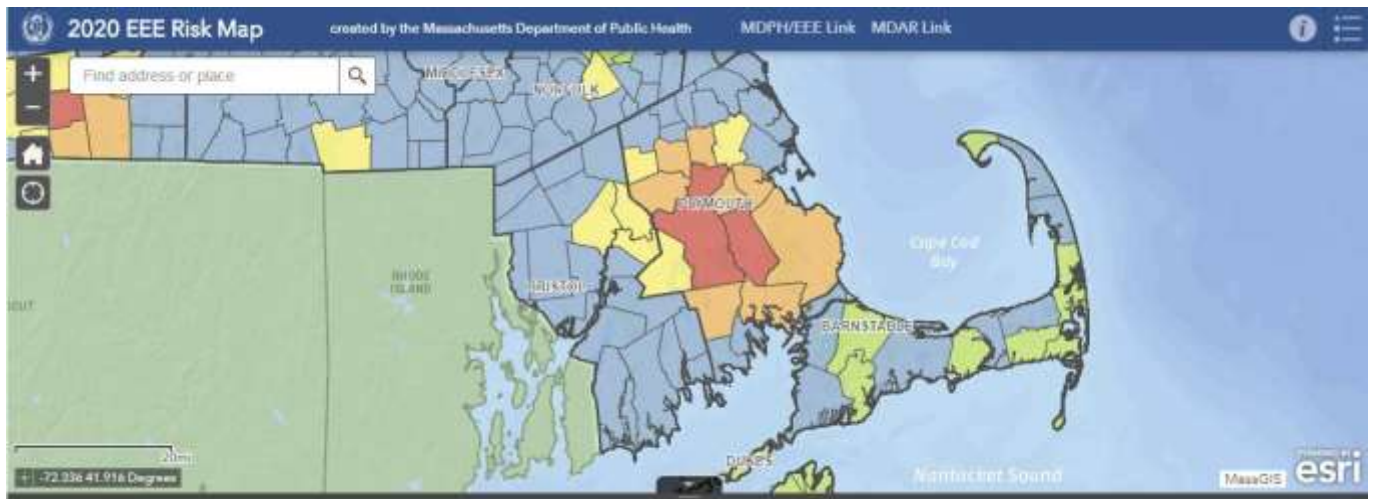 2020 EEE Risk Map created by the Massachusetts Department of Public Health MDPH/EEE Link MDAR Link
Find address or place
MIDDLESEX
NORFOLK
PLYMOUTH
Cape Cod
Bay
RHODE
ISLAND
BRISTOL
BARNSTABLE
20mi
DUKES
-72.336 41.916 Degrees
Nantucket Sound
MassGIS
esri